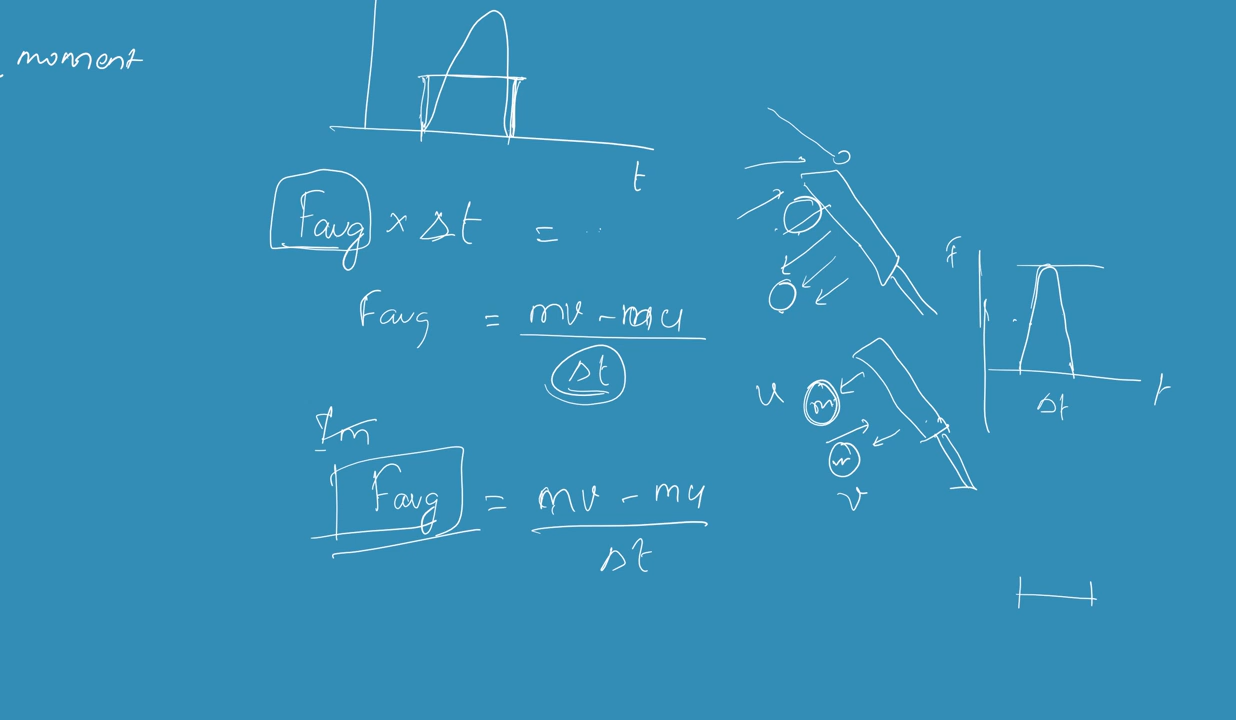 moment
t
Favg × Δt =
Favg = mv - mu
Δt
Favg = mv - mu
Δt
F
Δt
t
u
m
m
v